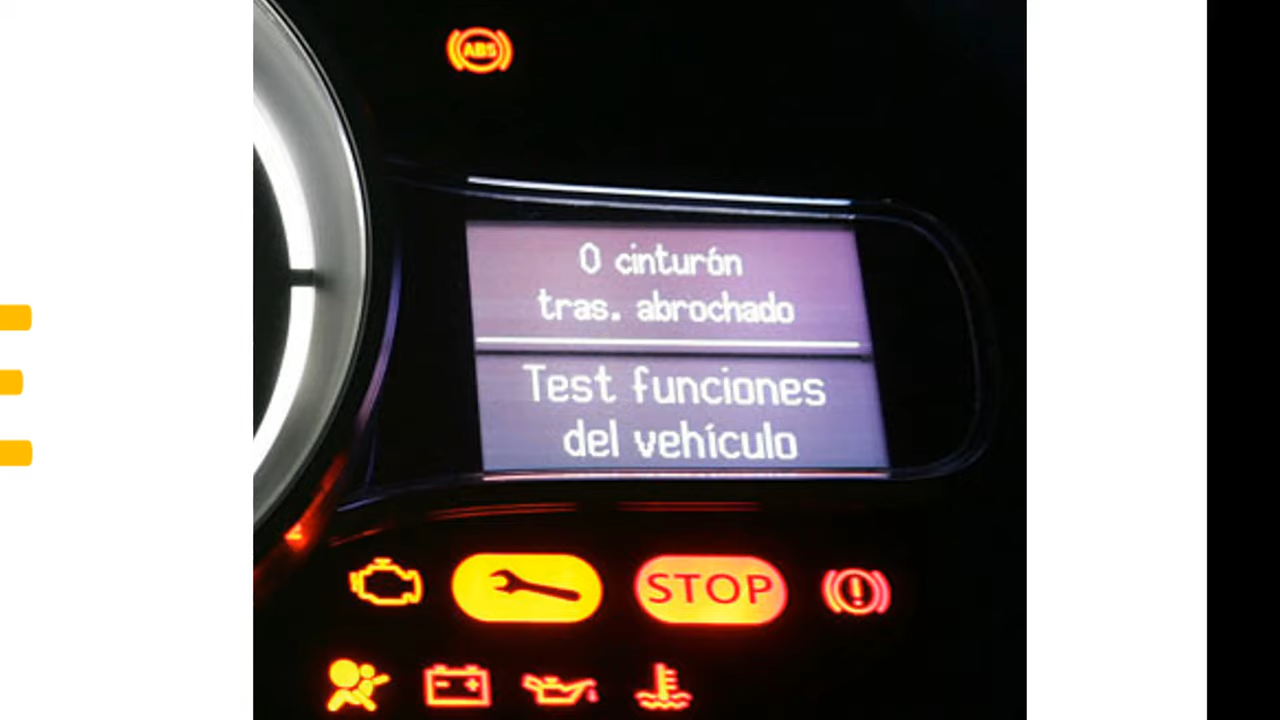 ABS
0 cinturón
tras. abrochado
Test funciones
del vehículo
STOP